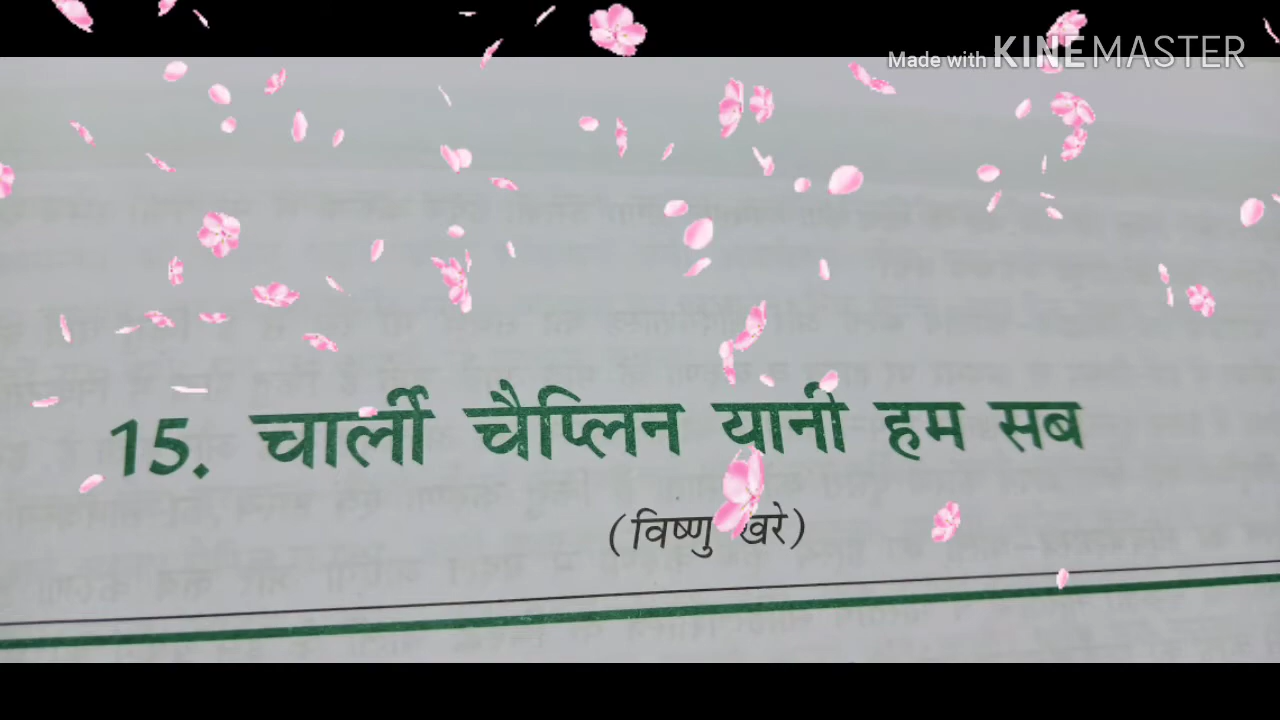 Made with KINEMASTER
15. चार्ली चैप्लिन यानी हम सब
(विष्णु खरे)